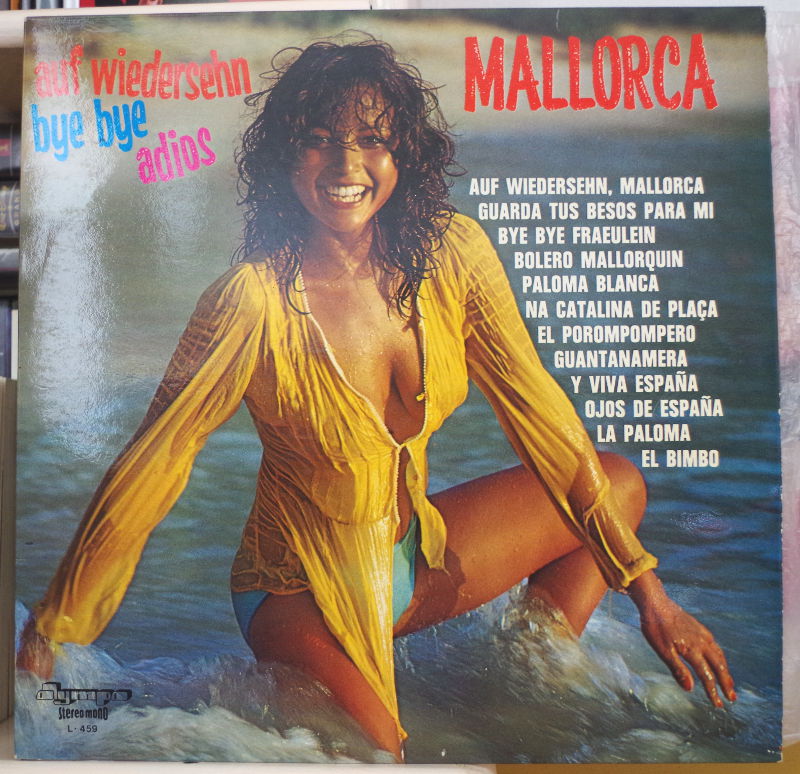 auf wiedersehn
bye bye
adios
MALLORCA
AUF WIEDERSEHN, MALLORCA
GUARDA TUS BESOS PARA MI
BYE BYE FRAEULEIN
BOLERO MALLORQUIN
PALOMA BLANCA
NA CATALINA DE PLAÇA
EL POROMPOMPERO
GUANTANAMERA
Y VIVA ESPAÑA
OJOS DE ESPAÑA
LA PALOMA
EL BIMBO
Olympo
Stereo mono
L-459